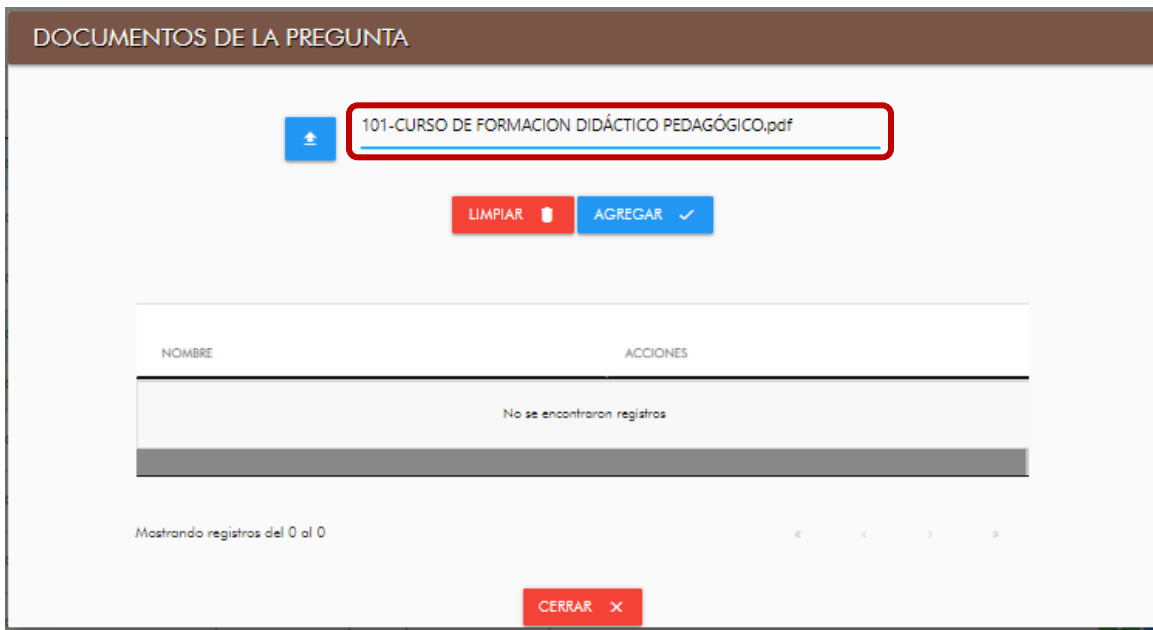 DOCUMENTOS DE LA PREGUNTA
101-CURSO DE FORMACION DIDÁCTICO PEDAGÓGICO.pdf
LIMPIAR AGREGAR
NOMBRE ACCIONES
No se encontraron registros
Mostrando registros del 0 al 0 « ‹ › »
CERRAR